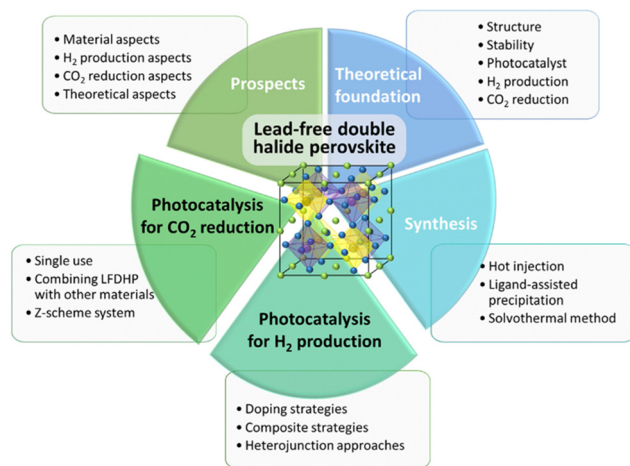 • Material aspects
• H₂ production aspects
• CO₂ reduction aspects
• Theoretical aspects
Prospects
Theoretical
foundation
• Structure
• Stability
• Photocatalyst
• H₂ production
• CO₂ reduction
Lead-free double
halide perovskite
Photocatalysis
for CO₂ reduction
Synthesis
• Single use
• Combining LFDHP
with other materials
• Z-scheme system
• Hot injection
• Ligand-assisted
precipitation
• Solvothermal method
Photocatalysis
for H₂ production
• Doping strategies
• Composite strategies
• Heterojunction approaches